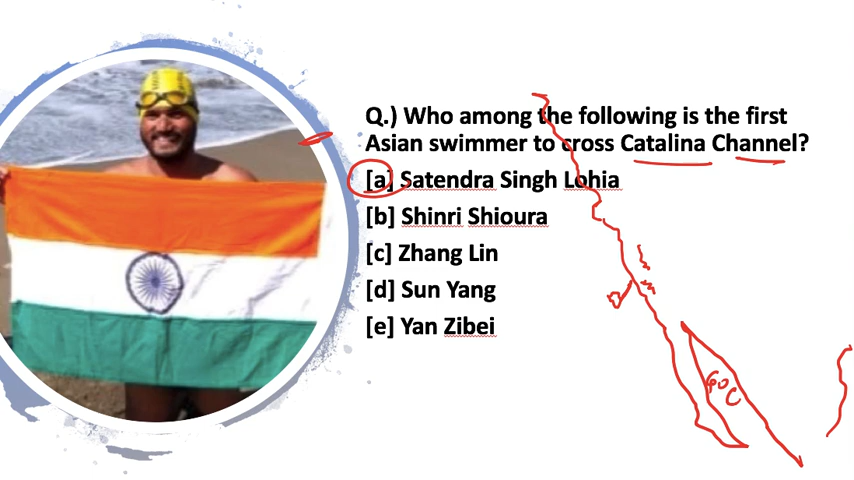 Q.) Who among the following is the first
Asian swimmer to cross Catalina Channel?
[a] Satendra Singh Lohia
[b] Shinri Shioura
[c] Zhang Lin
[d] Sun Yang
[e] Yan Zibei